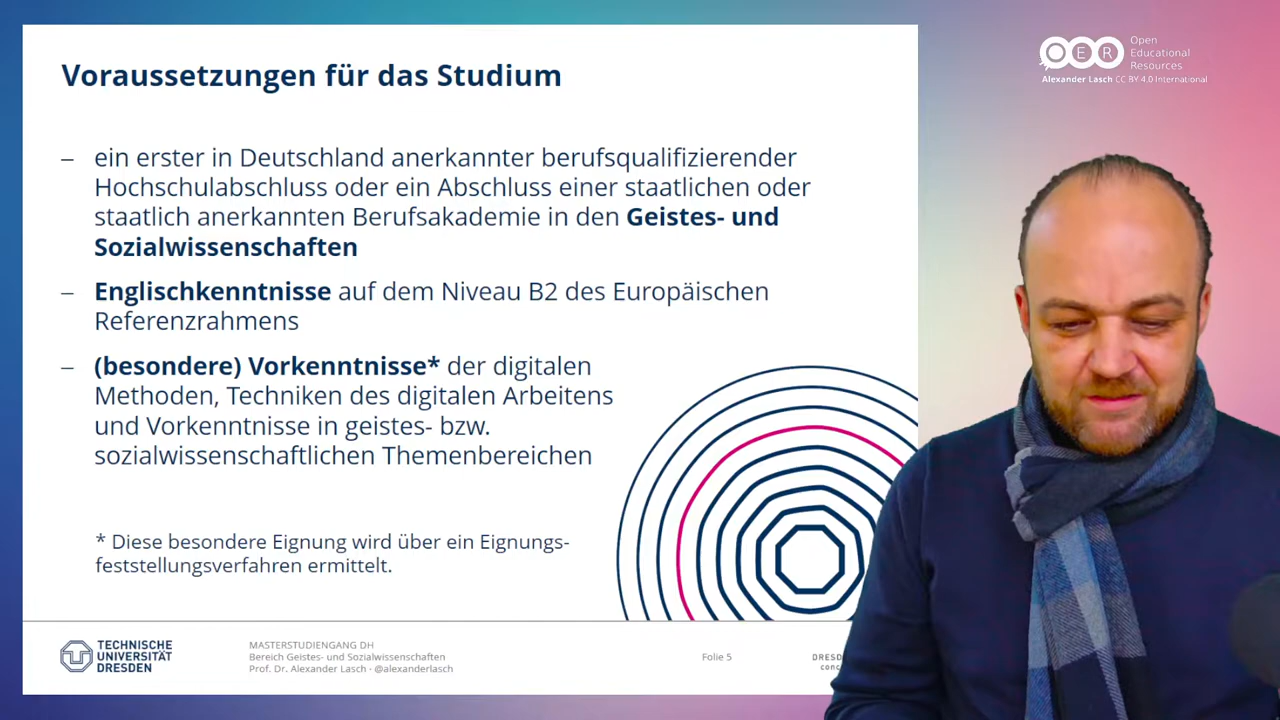 Voraussetzungen für das Studium
– ein erster in Deutschland anerkannter berufsqualifizierender
Hochschulabschluss oder ein Abschluss einer staatlichen oder
staatlich anerkannten Berufsakademie in den Geistes- und
Sozialwissenschaften
– Englischkenntnisse auf dem Niveau B2 des Europäischen
Referenzrahmens
– (besondere) Vorkenntnisse* der digitalen
Methoden, Techniken des digitalen Arbeitens
und Vorkenntnisse in geistes- bzw.
sozialwissenschaftlichen Themenbereichen
* Diese besondere Eignung wird über ein Eignungs-
feststellungsverfahren ermittelt.
TECHNISCHE
UNIVERSITÄT
DRESDEN
MASTERSTUDIENGANG DH
Bereich Geistes- und Sozialwissenschaften
Prof. Dr. Alexander Lasch · @alexanderlasch
Folie 5
OER
Open
Educational
Resources
Alexander Lasch CC BY 4.0 International